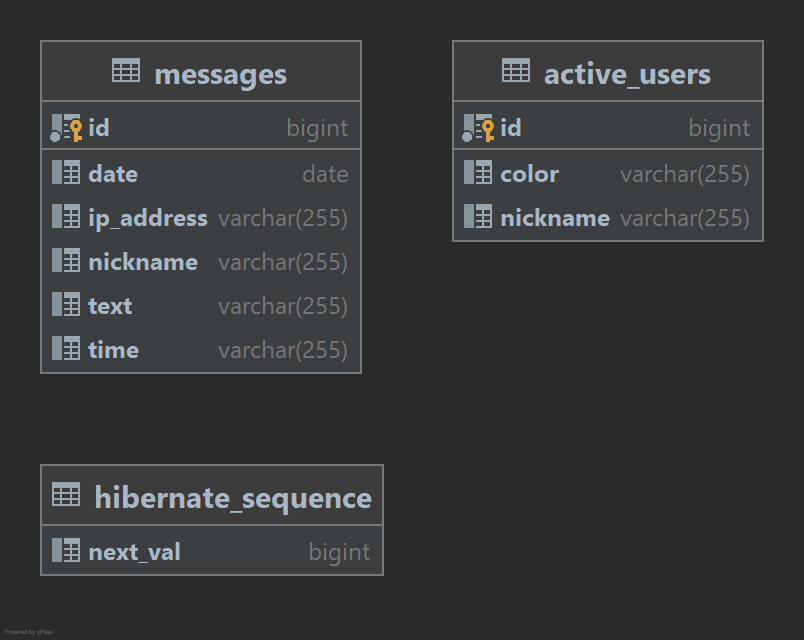 messages
id bigint
date date
ip_address varchar(255)
nickname varchar(255)
text varchar(255)
time varchar(255)
active_users
id bigint
color varchar(255)
nickname varchar(255)
hibernate_sequence
next_val bigint
Powered by yFiles